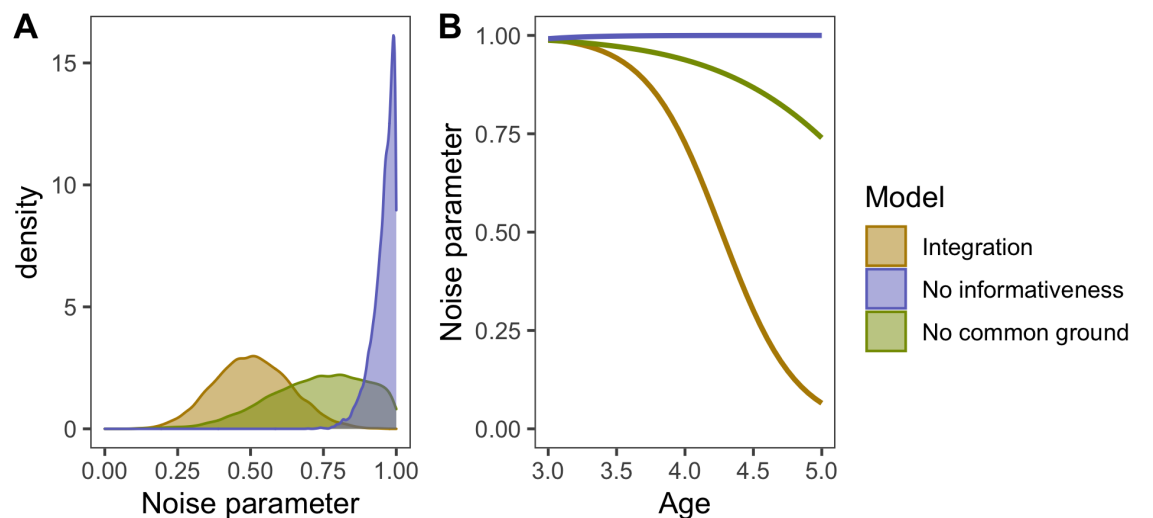 A
B
density
15
10
5
0
0.00 0.25 0.50 0.75 1.00
Noise parameter
Noise parameter
1.00
0.75
0.50
0.25
0.00
3.0 3.5 4.0 4.5 5.0
Age
Model
Integration
No informativeness
No common ground